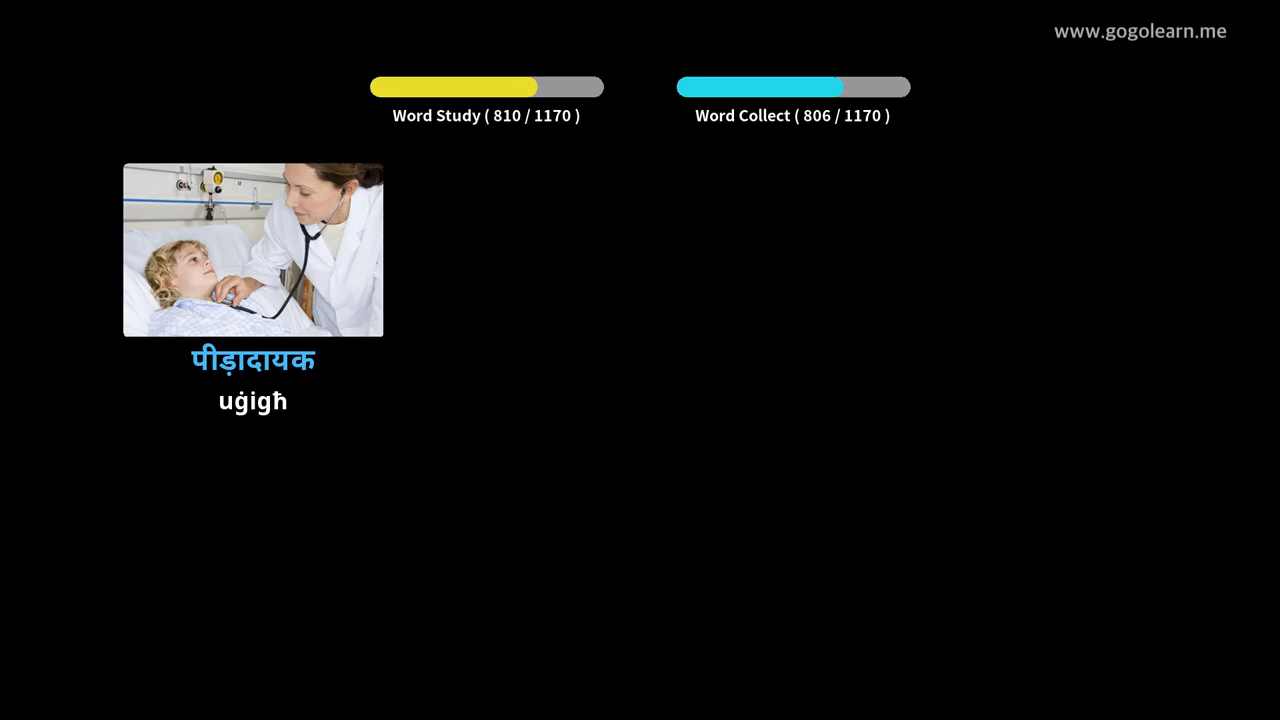 www.gogolearn.me
Word Study ( 810 / 1170 )
Word Collect ( 806 / 1170 )
पीड़ादायक
uġigħ